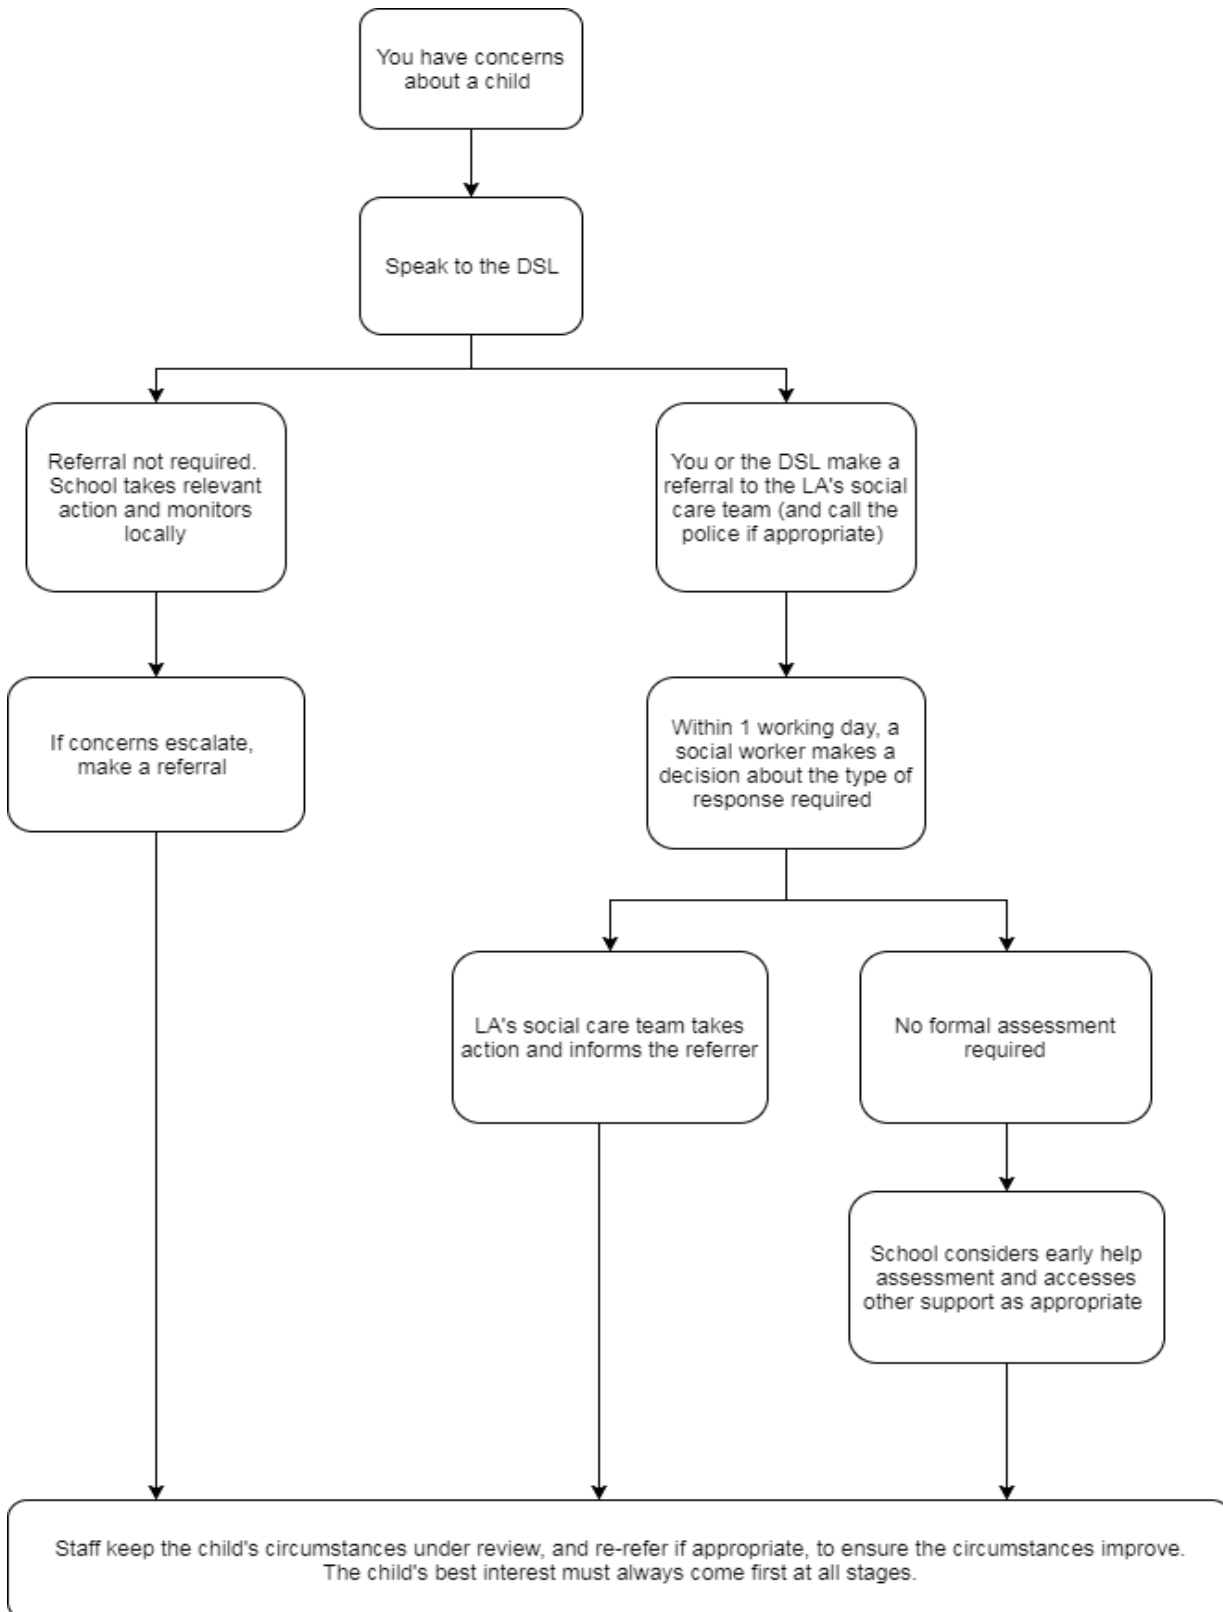 You have concerns
about a child
Speak to the DSL
Referral not required.
School takes relevant
action and monitors
locally
You or the DSL make a
referral to the LA's social
care team (and call the
police if appropriate)
If concerns escalate,
make a referral
Within 1 working day, a
social worker makes a
decision about the type of
response required
LA's social care team takes
action and informs the referrer
No formal assessment
required
School considers early help
assessment and accesses
other support as appropriate
Staff keep the child's circumstances under review, and re-refer if appropriate, to ensure the circumstances improve.
The child's best interest must always come first at all stages.